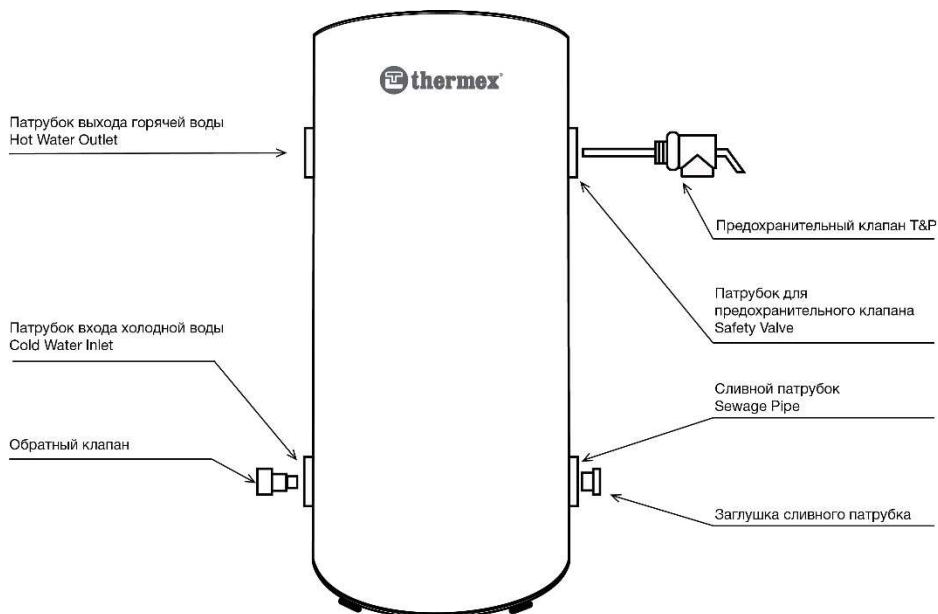 thermex
Патрубок выхода горячей воды
Hot Water Outlet
Предохранительный клапан T&P
Патрубок для
предохранительного клапана
Safety Valve
Патрубок входа холодной воды
Cold Water Inlet
Сливной патрубок
Sewage Pipe
Обратный клапан
Заглушка сливного патрубка